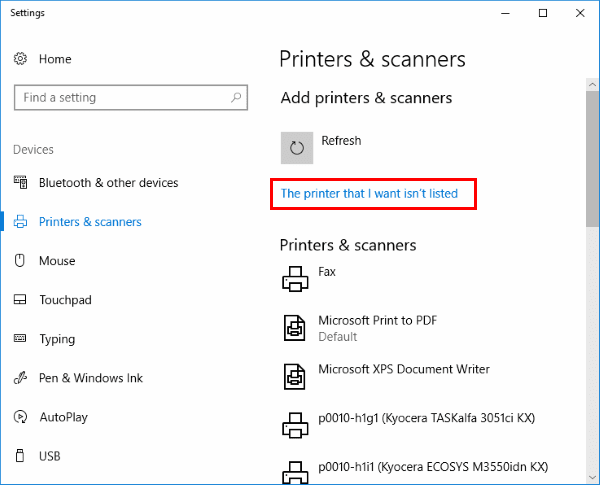 Settings
Home
Find a setting
Devices
Bluetooth & other devices
Printers & scanners
Mouse
Touchpad
Typing
Pen & Windows Ink
AutoPlay
USB
Printers & scanners
Add printers & scanners
Refresh
The printer that I want isn't listed
Printers & scanners
Fax
Microsoft Print to PDF
Default
Microsoft XPS Document Writer
p0010-h1g1 (Kyocera TASKalfa 3051ci KX)
p0010-h1i1 (Kyocera ECOSYS M3550idn KX)